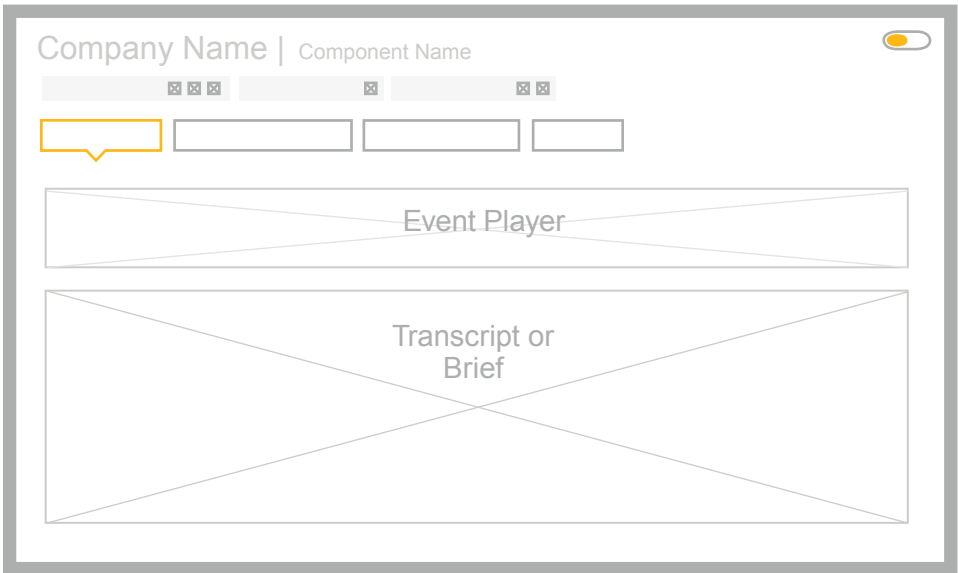 Company Name | Component Name
Event Player
Transcript or
Brief